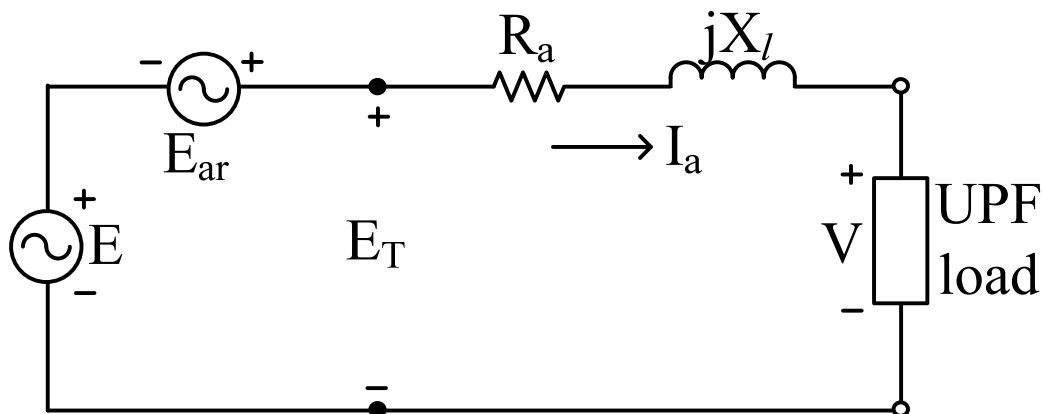 R_a
jX_l
− +
+
E_ar
I_a
+
+
E
E_T
V
UPF
load
−
−
−